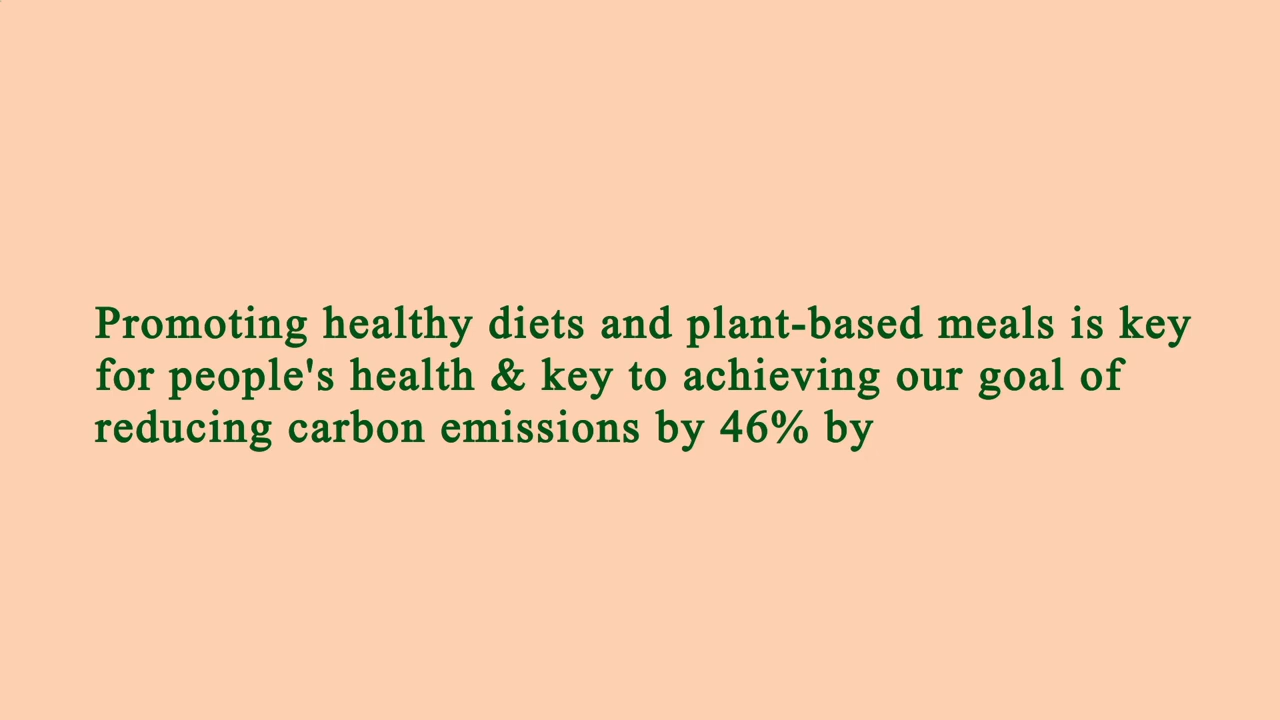 Promoting healthy diets and plant-based meals is key
for people's health & key to achieving our goal of
reducing carbon emissions by 46% by